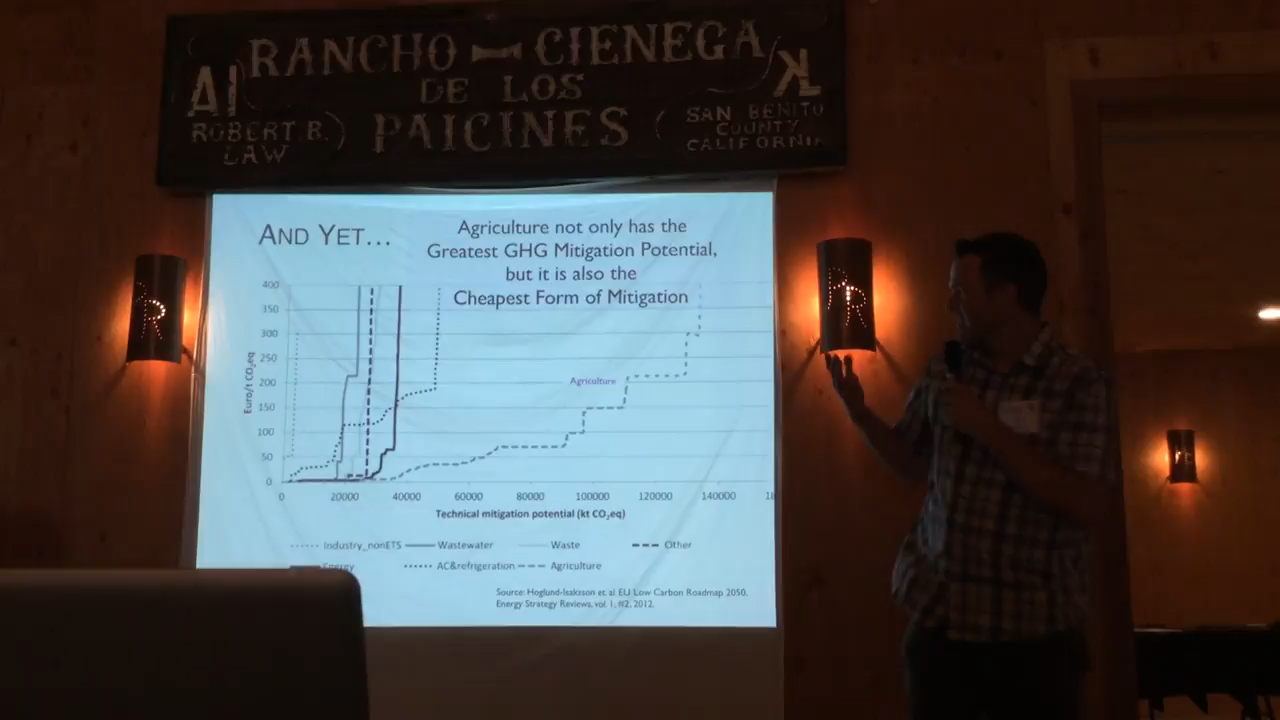 RANCHO CIENEGA
DE LOS
PAICINES
ROBERT B.
LAW
SAN BENITO
COUNTY
CALIFORNIA
AND YET…
Agriculture not only has the
Greatest GHG Mitigation Potential,
but it is also the
Cheapest Form of Mitigation
Euro/t CO₂eq
400
350
300
250
200
150
100
50
0
Agriculture
0 20000 40000 60000 80000 100000 120000 140000
Technical mitigation potential (kt CO₂eq)
Industry_nonETS Wastewater Waste Other
Energy AC&refrigeration Agriculture
Source: Hoglund-Isaksson et. al. EU Low Carbon Roadmap 2050.
Energy Strategy Reviews, vol. 1, #2, 2012.
R
PR